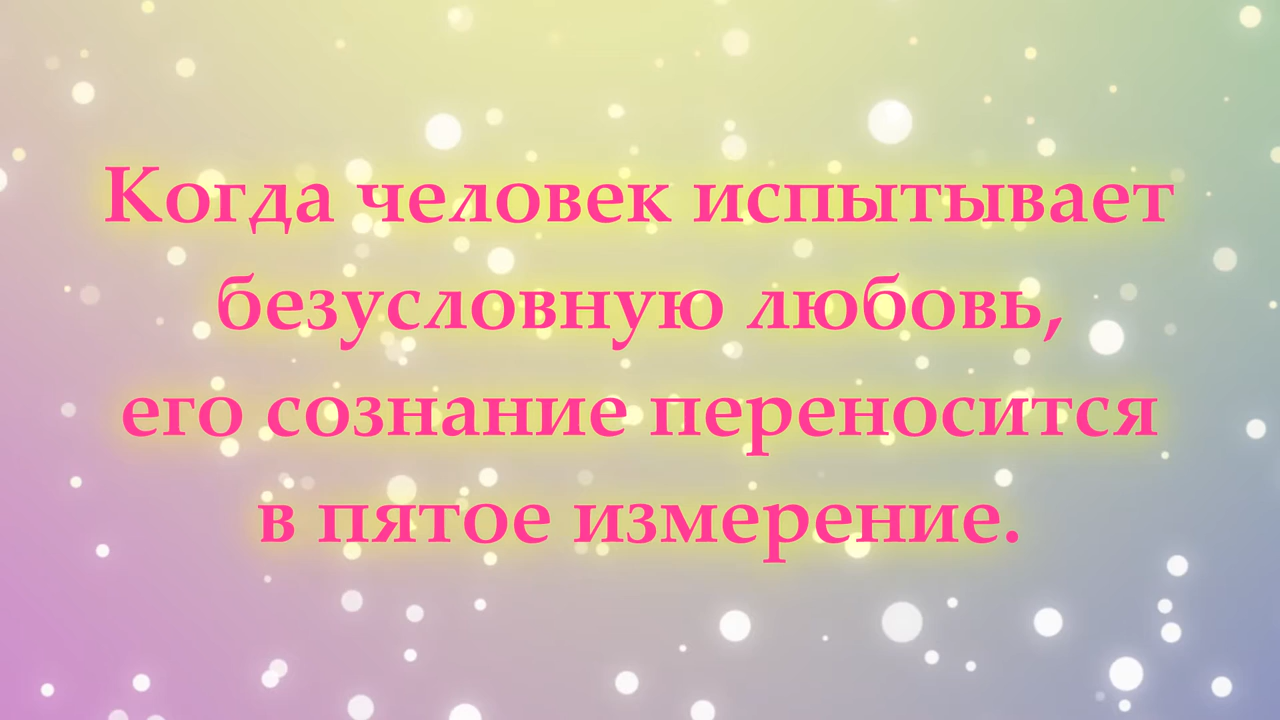 Когда человек испытывает
безусловную любовь,
его сознание переносится
в пятое измерение.